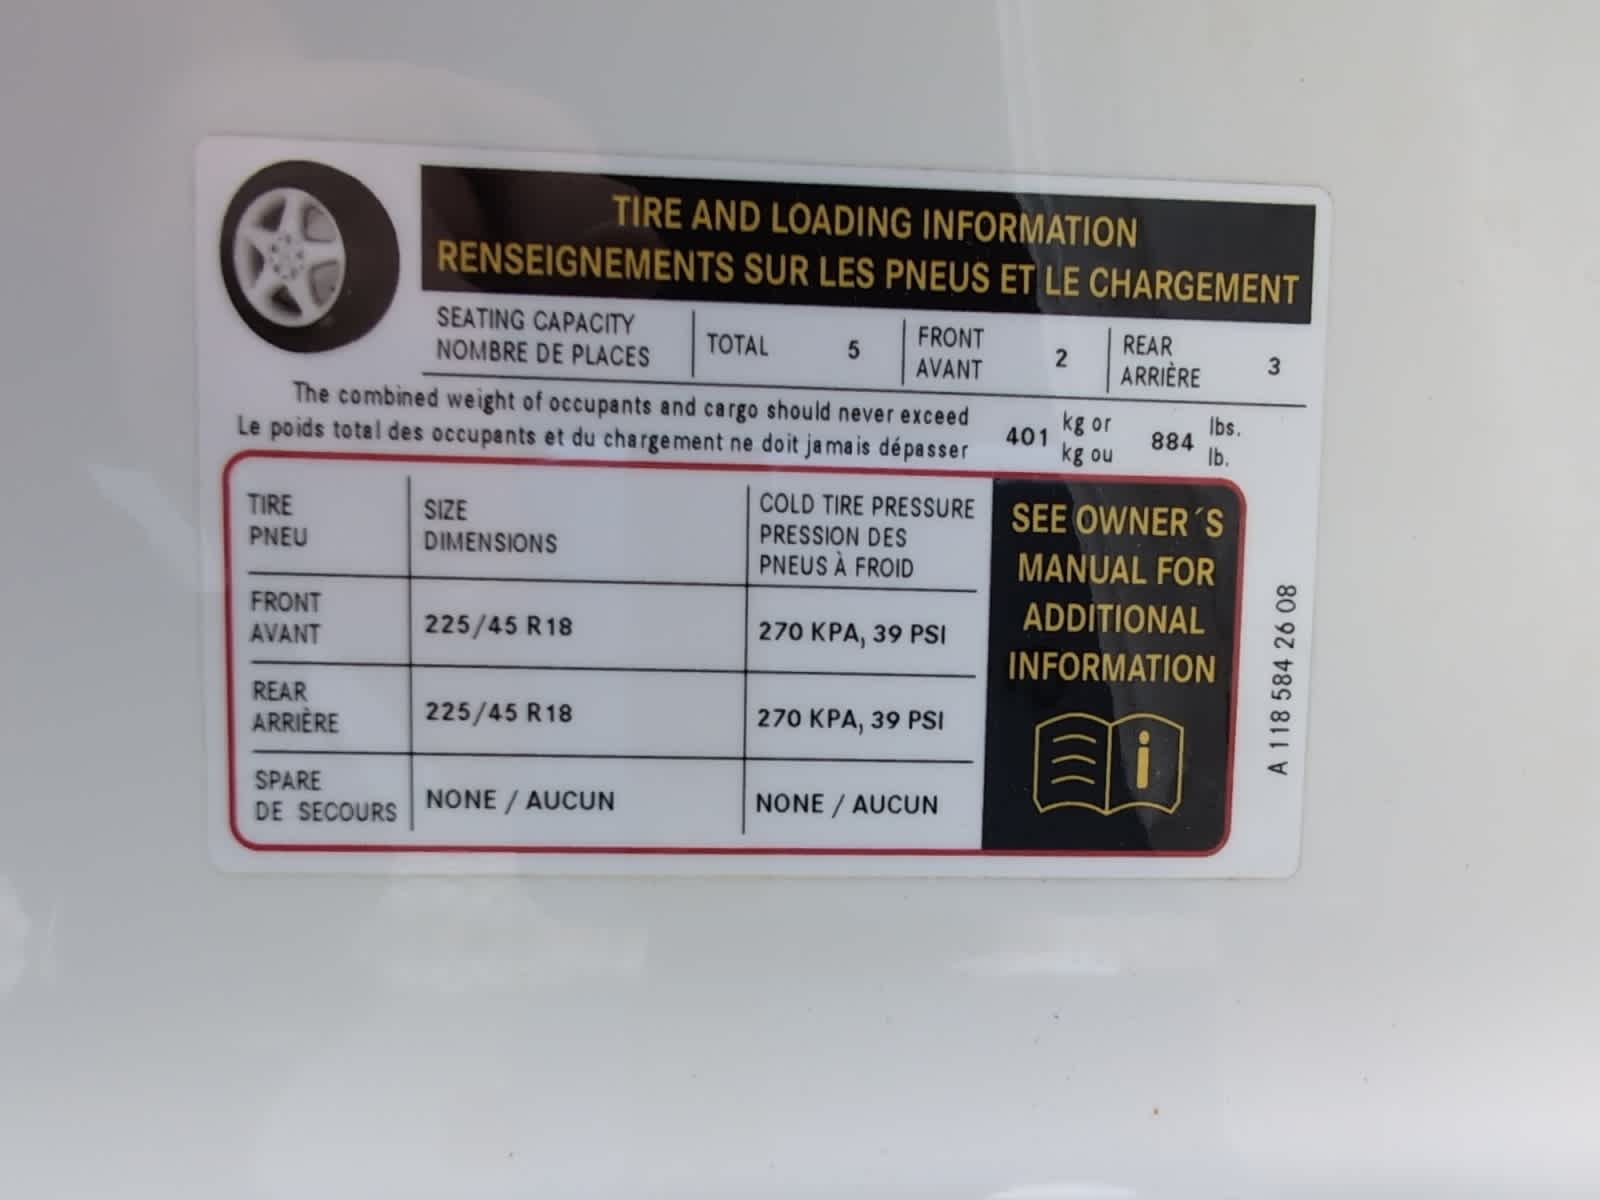 TIRE AND LOADING INFORMATION
RENSEIGNEMENTS SUR LES PNEUS ET LE CHARGEMENT
SEATING CAPACITY
NOMBRE DE PLACES
TOTAL 5
FRONT
AVANT
2
REAR
ARRIÈRE
3
The combined weight of occupants and cargo should never exceed
Le poids total des occupants et du chargement ne doit jamais dépasser
401
kg or
kg ou
884
lbs.
lb.
TIRE
PNEU
SIZE
DIMENSIONS
COLD TIRE PRESSURE
PRESSION DES
PNEUS À FROID
FRONT
AVANT
225/45 R18
270 KPA, 39 PSI
REAR
ARRIÈRE
225/45 R18
270 KPA, 39 PSI
SPARE
DE SECOURS
NONE / AUCUN
NONE / AUCUN
SEE OWNER´S
MANUAL FOR
ADDITIONAL
INFORMATION
A 118 584 26 08